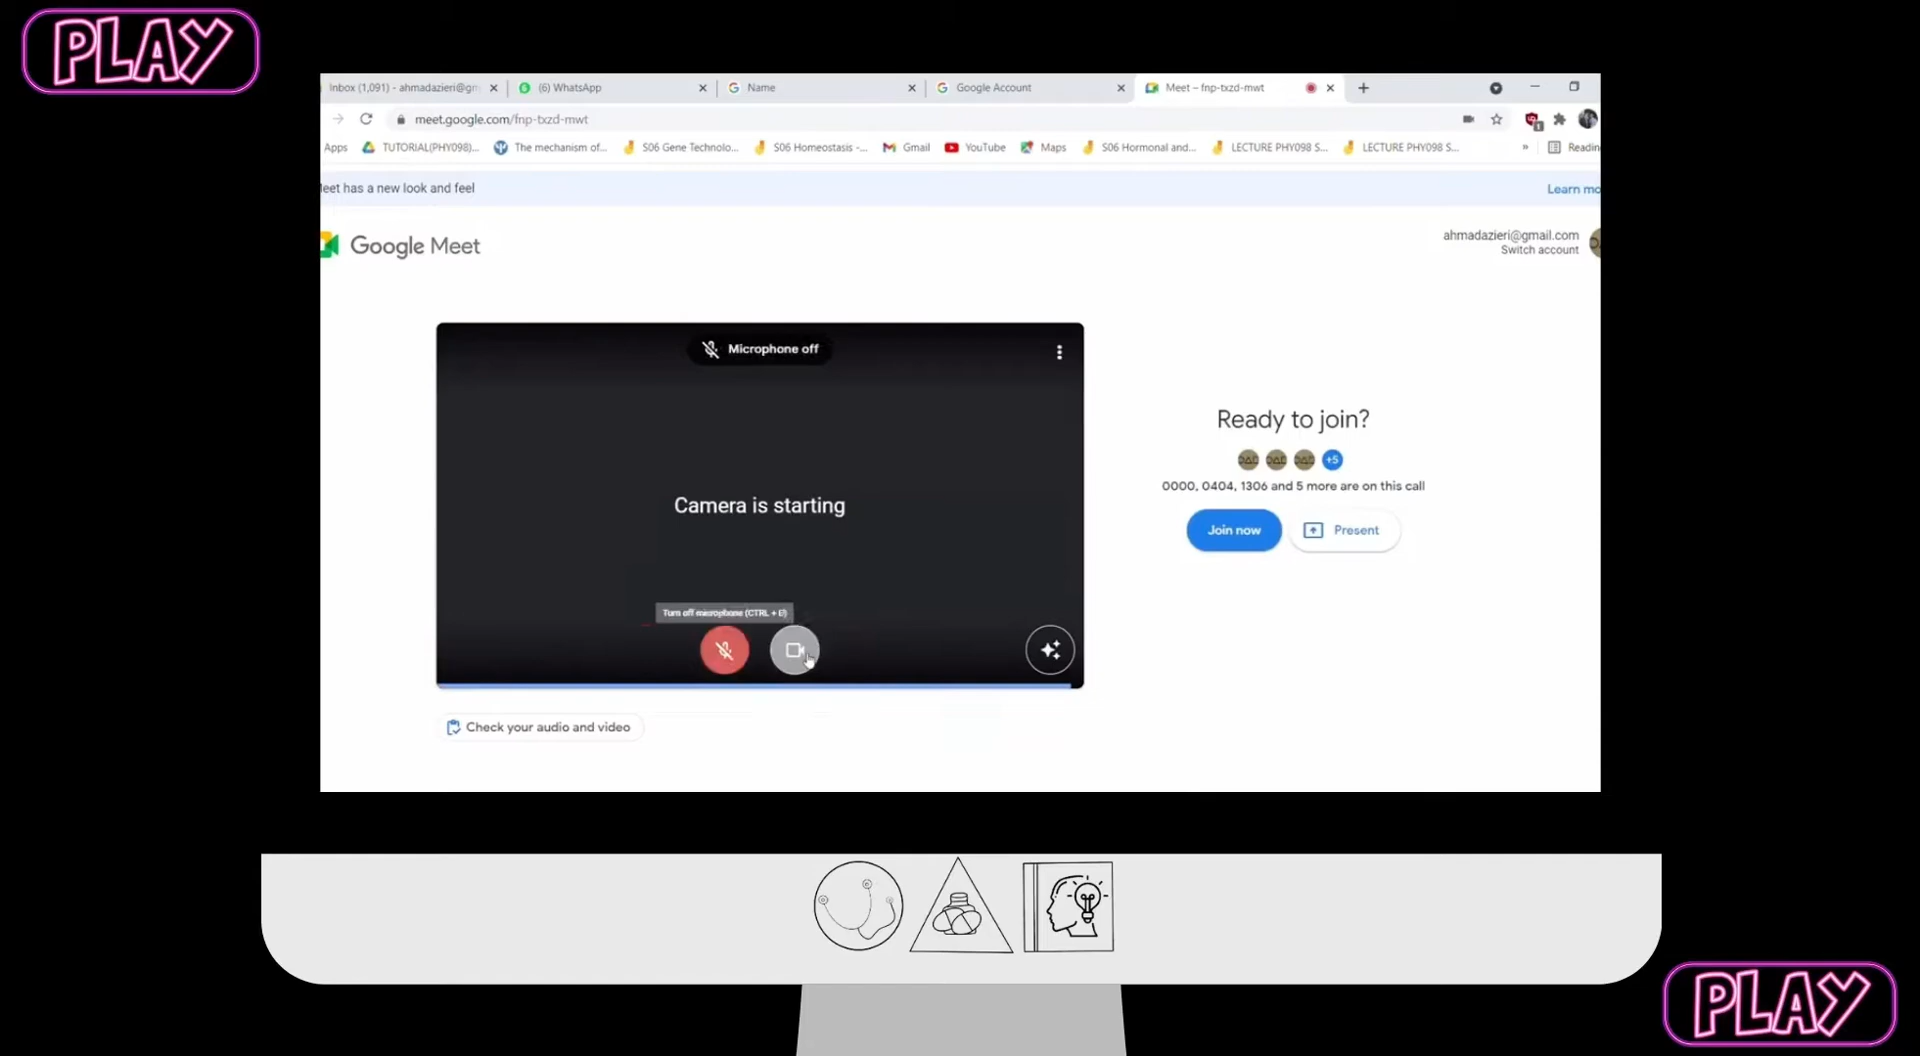 PLAY
Inbox (1,091) - ahmadazieri@gm
(6) WhatsApp
Name
Google Account
Meet – fnp-txzd-mwt
meet.google.com/fnp-txzd-mwt
Apps
TUTORIAL(PHY098)...
The mechanism of...
S06 Gene Technolo...
S06 Homeostasis -...
Gmail
YouTube
Maps
S06 Hormonal and...
LECTURE PHY098 S...
LECTURE PHY098 S...
»
Readin
eet has a new look and feel
Learn mo
Google Meet
ahmadazieri@gmail.com
Switch account
Microphone off
Camera is starting
Turn off microphone (CTRL +
Ready to join?
+5
0000, 0404, 1306 and 5 more are on this call
Join now
Present
Check your audio and video
PLAY